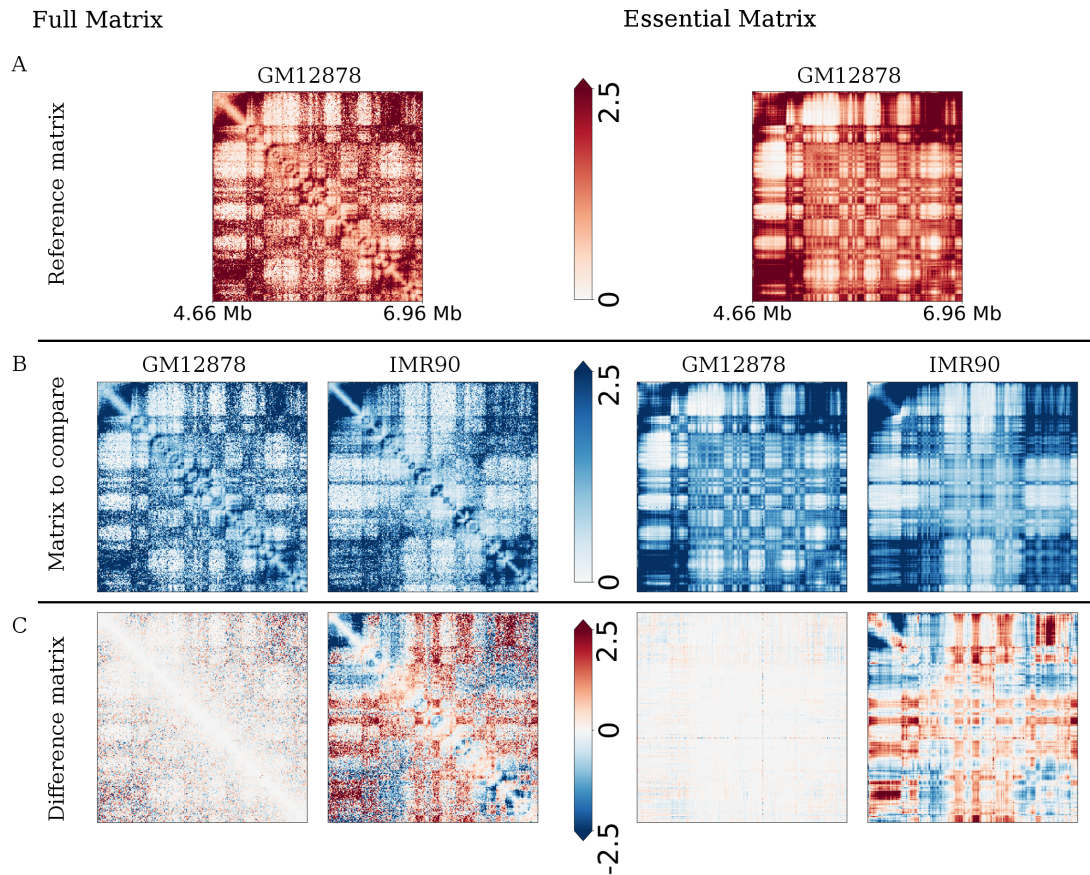 Full Matrix
Essential Matrix
A
Reference matrix
GM12878
2.5
0
GM12878
4.66 Mb
6.96 Mb
4.66 Mb
6.96 Mb
B
Matrix to compare
GM12878
IMR90
2.5
0
GM12878
IMR90
C
Difference matrix
2.5
0
-2.5